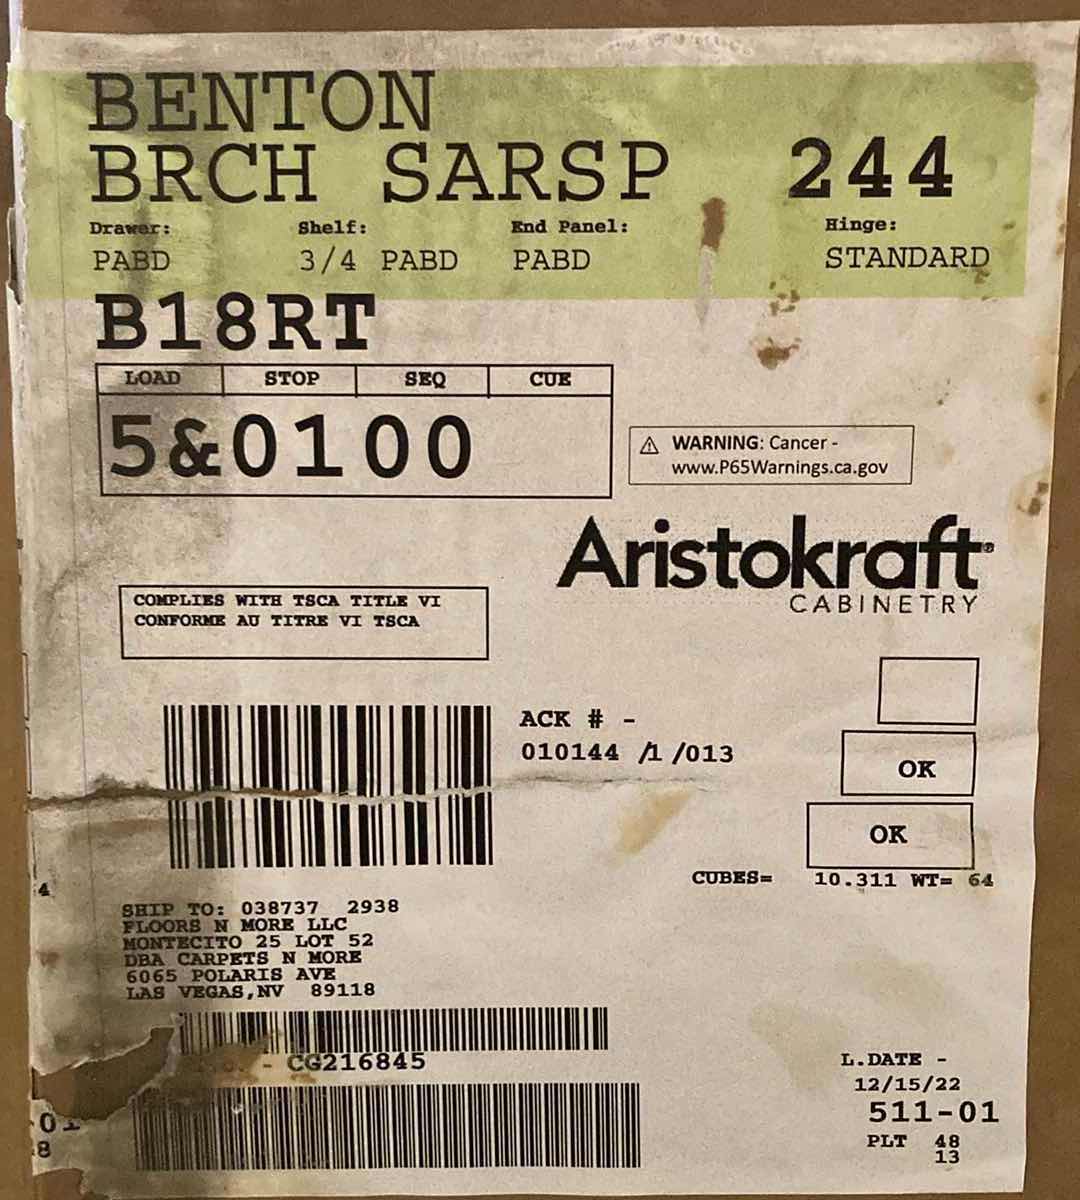 BENTON
BRCH SARSP 244
Drawer: Shelf: End Panel: Hinge:
PABD 3/4 PABD PABD STANDARD
B18RT
LOAD STOP SEQ CUE
5&0100
WARNING: Cancer -
www.P65Warnings.ca.gov
Aristokraft®
CABINETRY
COMPLIES WITH TSCA TITLE VI
CONFORME AU TITRE VI TSCA
ACK # -
010144 /1 /013
OK
OK
CUBES= 10.311 WT= 64
4
SHIP TO: 038737 2938
FLOORS N MORE LLC
MONTECITO 25 LOT 52
DBA CARPETS N MORE
6065 POLARIS AVE
LAS VEGAS,NV 89118
- CG216845
L.DATE -
12/15/22
511-01
PLT 48
13
-01
8